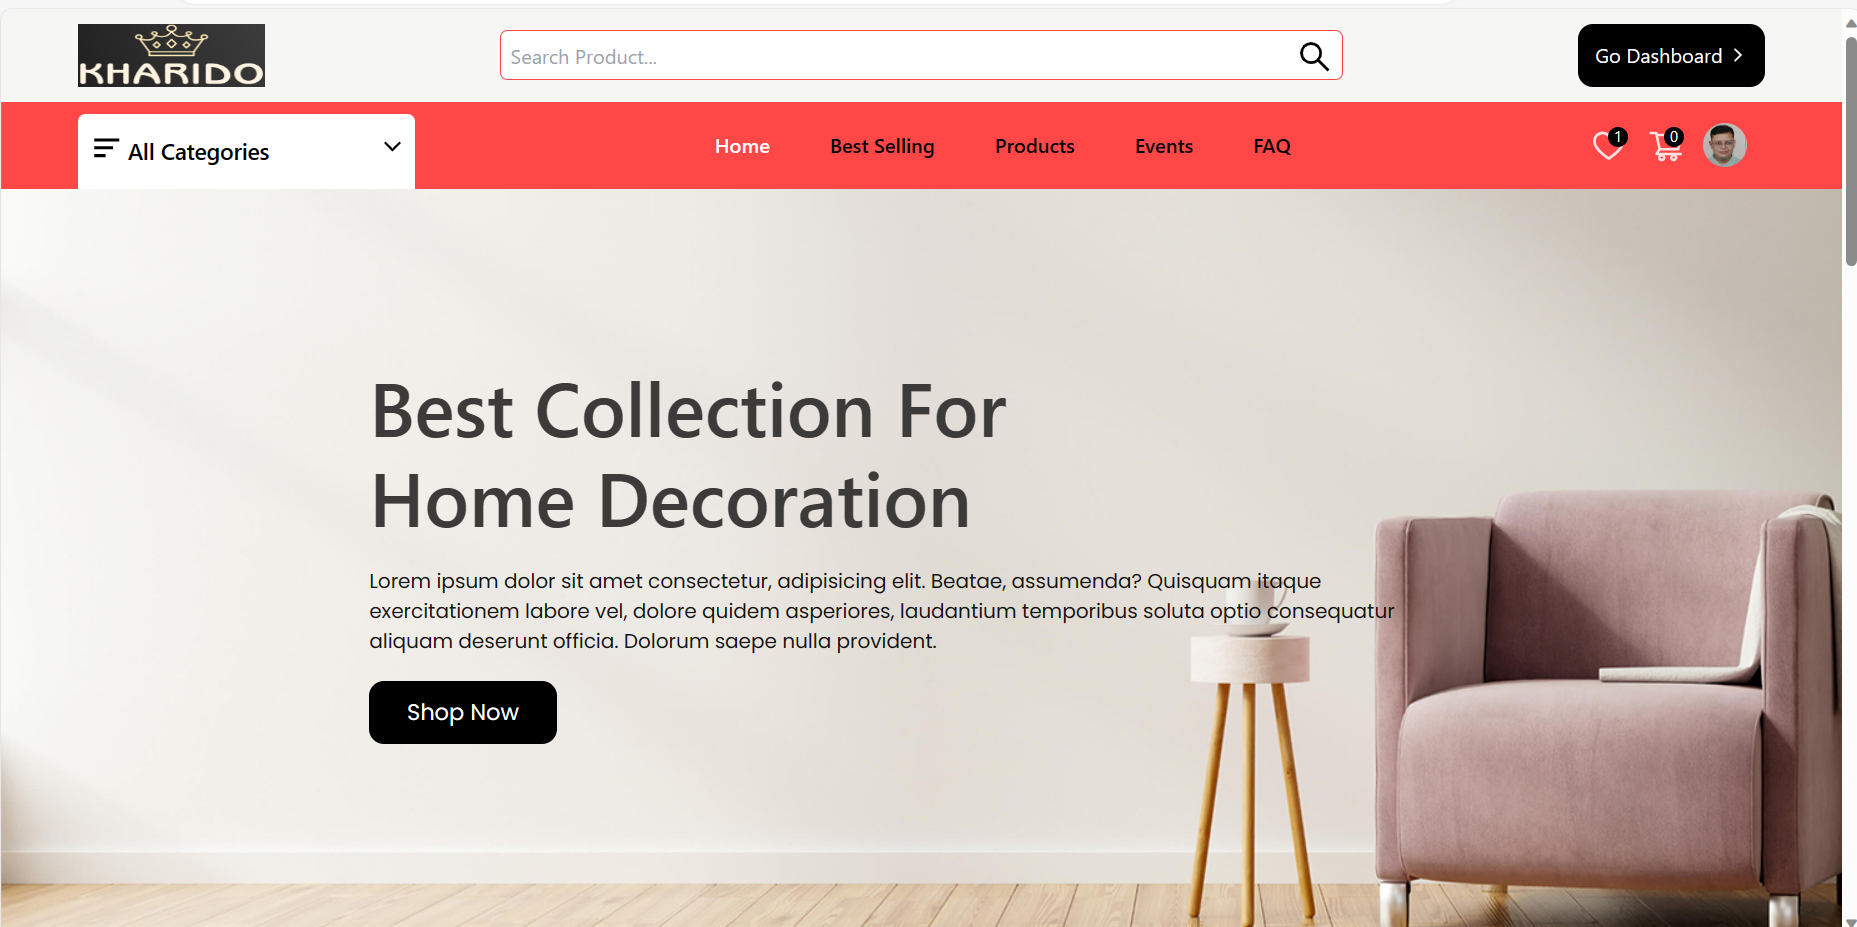 KHARIDO
Search Product...
Go Dashboard
All Categories
Home
Best Selling
Products
Events
FAQ
1
0
Best Collection For
Home Decoration
Lorem ipsum dolor sit amet consectetur, adipisicing elit. Beatae, assumenda? Quisquam itaque
exercitationem labore vel, dolore quidem asperiores, laudantium temporibus soluta optio consequatur
aliquam deserunt officia. Dolorum saepe nulla provident.
Shop Now